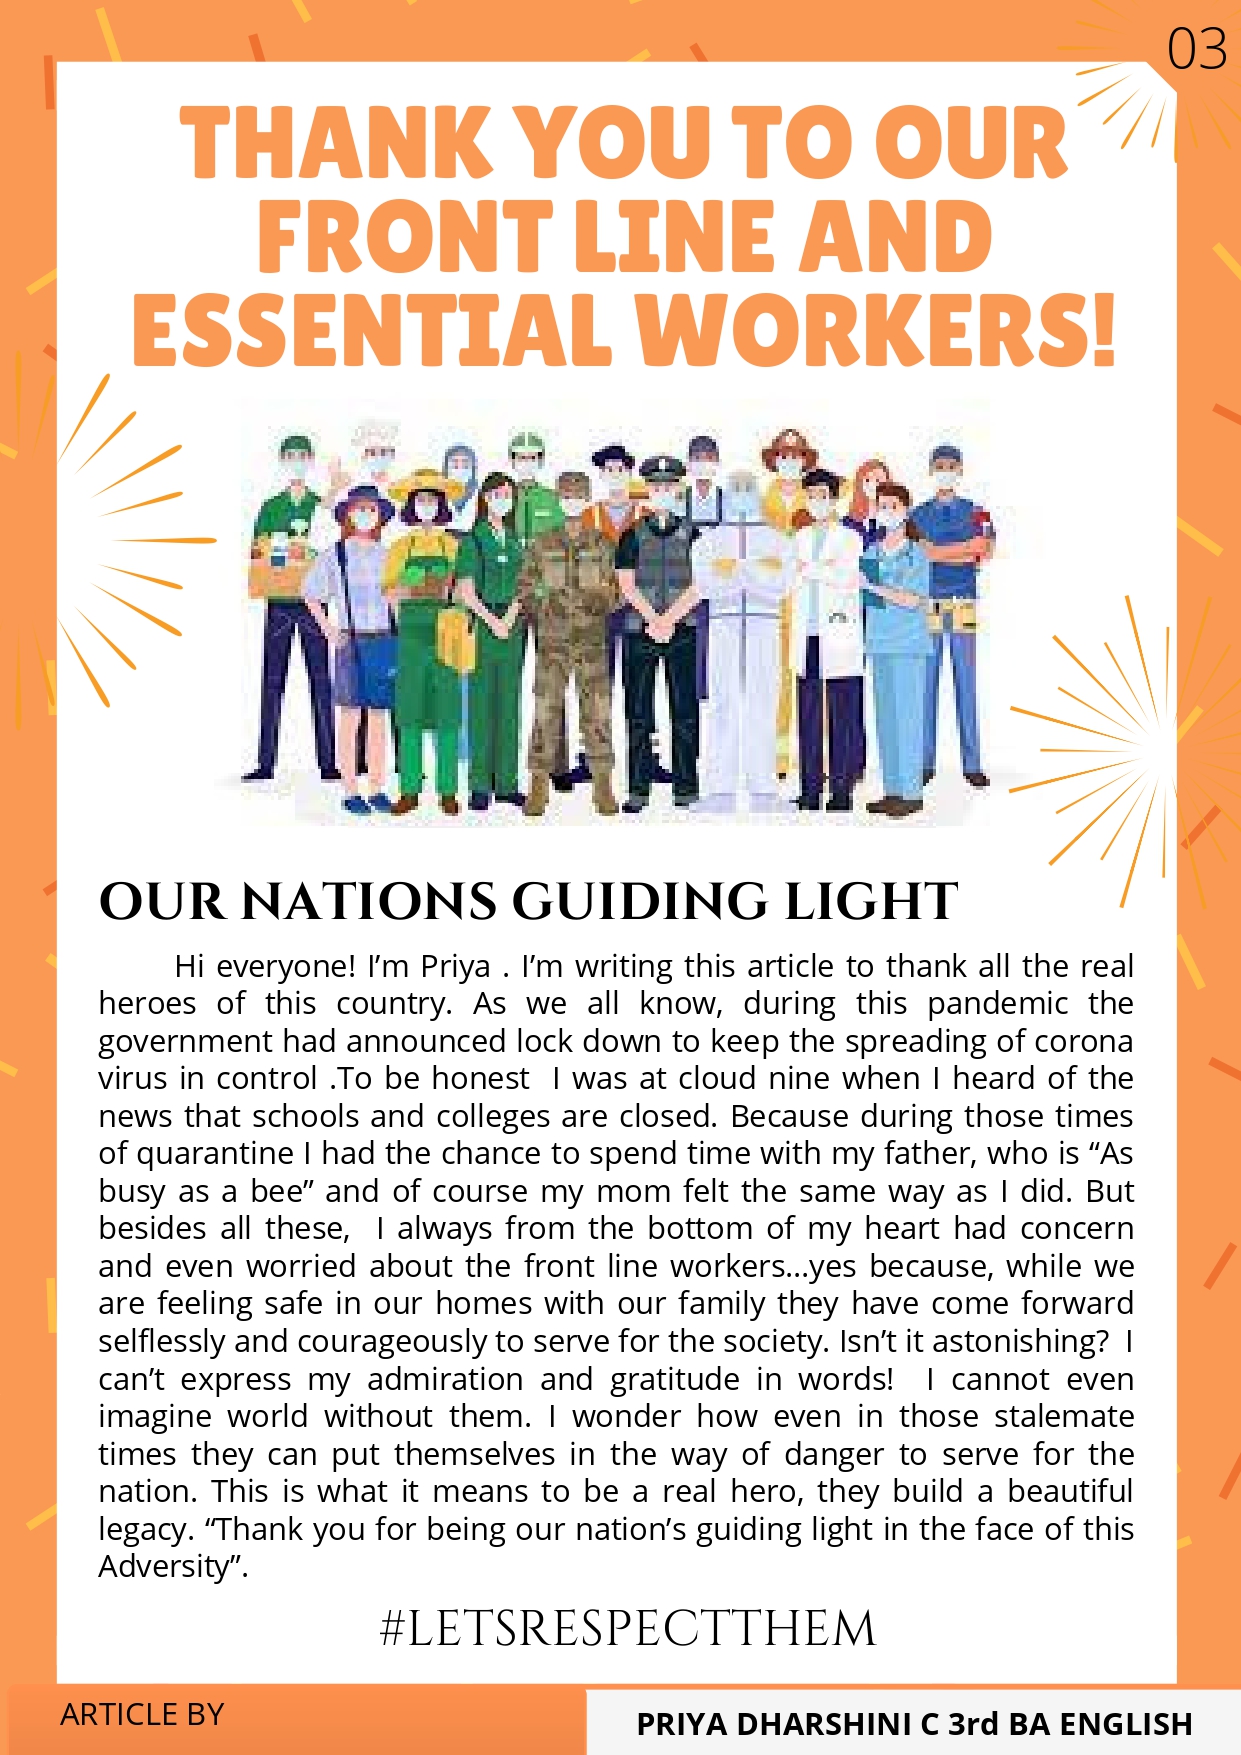 03
THANK YOU TO OUR
FRONT LINE AND
ESSENTIAL WORKERS!
OUR NATIONS GUIDING LIGHT
Hi everyone! I’m Priya . I’m writing this article to thank all the real
heroes of this country. As we all know, during this pandemic the
government had announced lock down to keep the spreading of corona
virus in control .To be honest  I was at cloud nine when I heard of the
news that schools and colleges are closed. Because during those times
of quarantine I had the chance to spend time with my father, who is “As
busy as a bee” and of course my mom felt the same way as I did. But
besides all these,  I always from the bottom of my heart had concern
and even worried about the front line workers...yes because, while we
are feeling safe in our homes with our family they have come forward
selflessly and courageously to serve for the society. Isn’t it astonishing?  I
can’t express my admiration and gratitude in words!  I cannot even
imagine world without them. I wonder how even in those stalemate
times they can put themselves in the way of danger to serve for the
nation. This is what it means to be a real hero, they build a beautiful
legacy. “Thank you for being our nation’s guiding light in the face of this
Adversity”.
#LETSRESPECTTHEM
ARTICLE BY
PRIYA DHARSHINI C 3rd BA ENGLISH